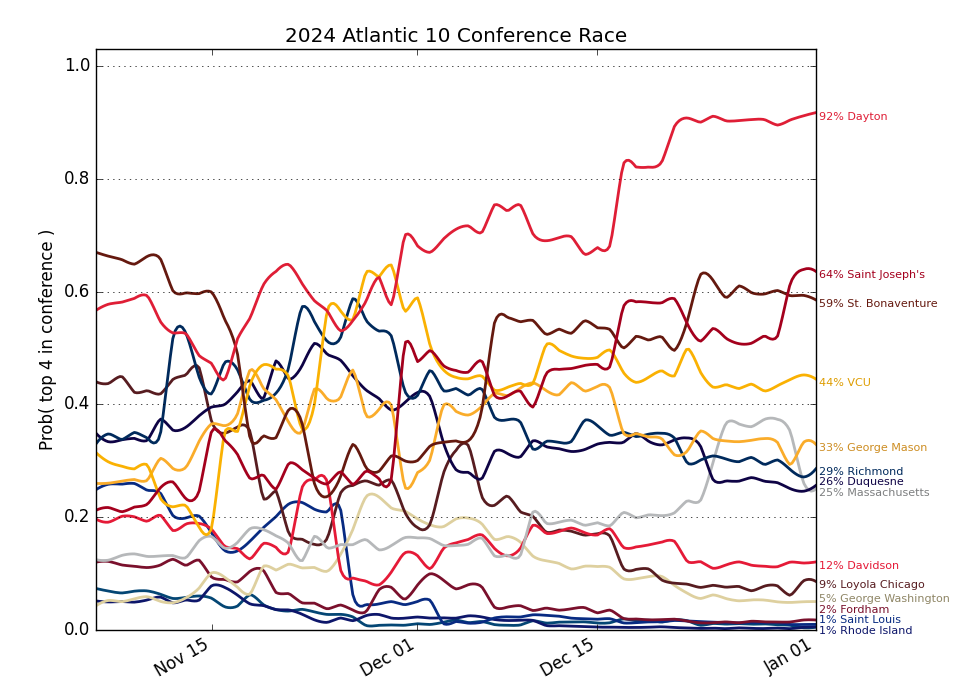 2024 Atlantic 10 Conference Race
Prob( top 4 in conference )
1.0
0.8
0.6
0.4
0.2
0.0
Nov 15
Dec 01
Dec 15
Jan 01
92% Dayton
64% Saint Joseph's
59% St. Bonaventure
44% VCU
33% George Mason
29% Richmond
26% Duquesne
25% Massachusetts
12% Davidson
9% Loyola Chicago
5% George Washington
2% Fordham
1% Saint Louis
1% Rhode Island